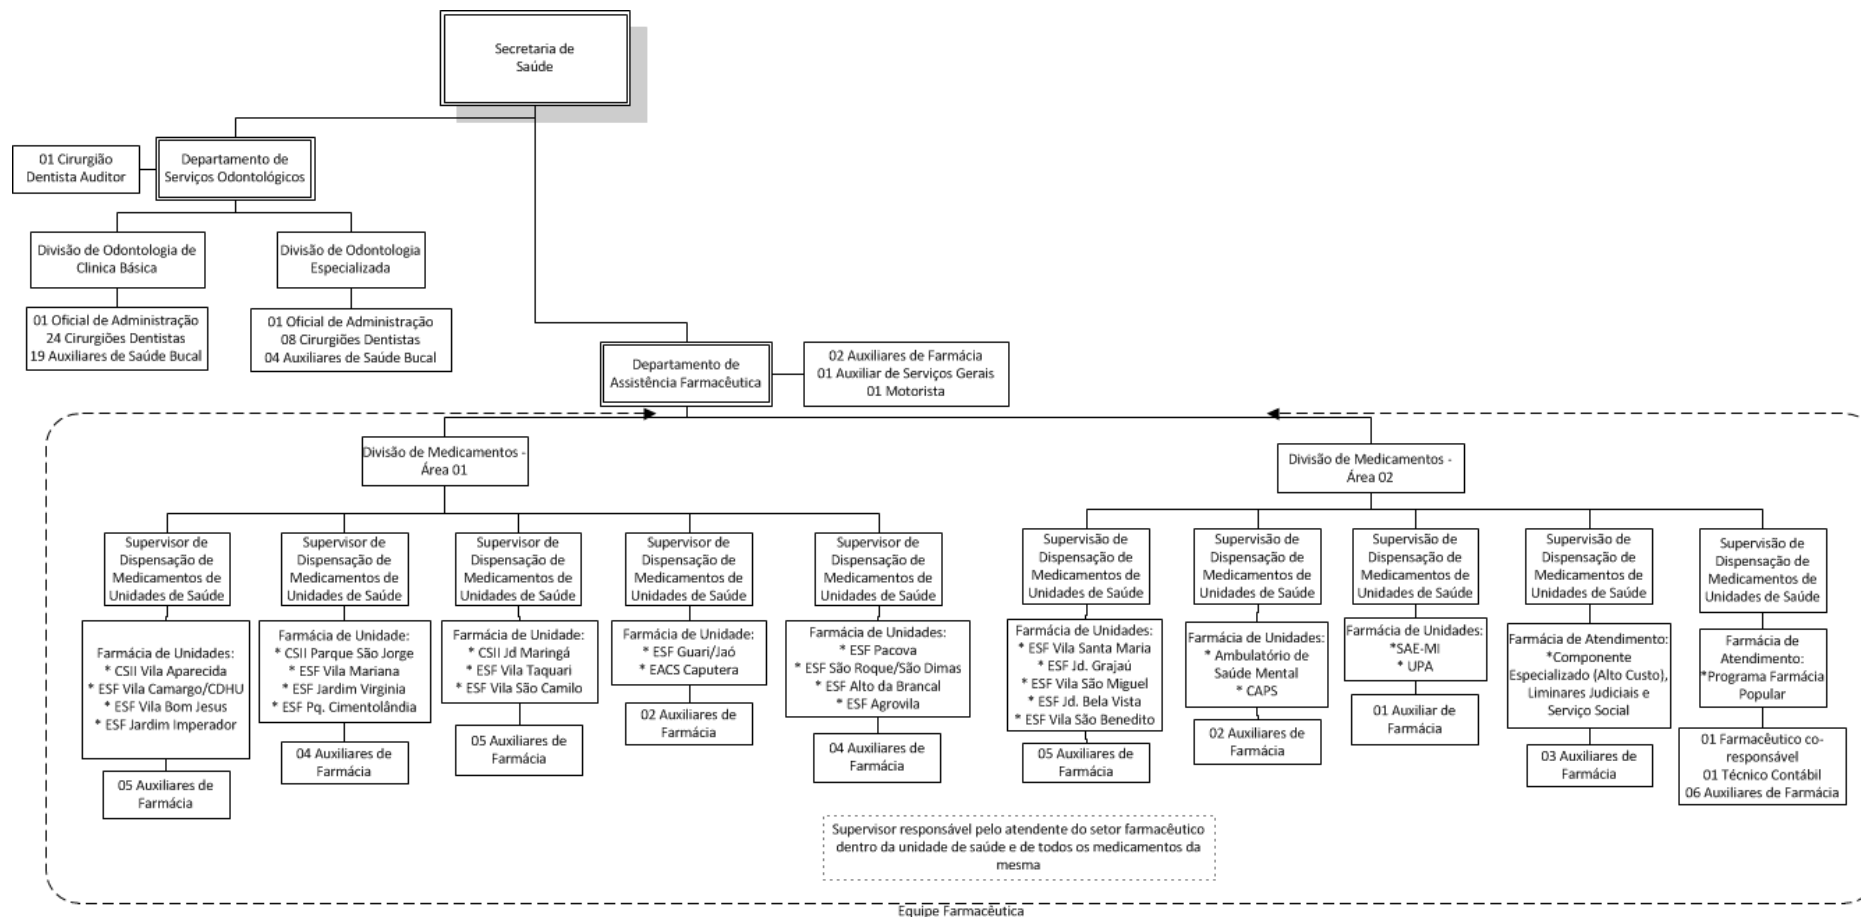 Secretaria de
Saúde
01 Cirurgião
Dentista Auditor
Departamento de
Serviços Odontológicos
Divisão de Odontologia de
Clinica Básica
Divisão de Odontologia
Especializada
01 Oficial de Administração
24 Cirurgiões Dentistas
19 Auxiliares de Saúde Bucal
01 Oficial de Administração
08 Cirurgiões Dentistas
04 Auxiliares de Saúde Bucal
Departamento de
Assistência Farmacêutica
02 Auxiliares de Farmácia
01 Auxiliar de Serviços Gerais
01 Motorista
Divisão de Medicamentos -
Área 01
Divisão de Medicamentos -
Área 02
Supervisor de
Dispensação de
Medicamentos de
Unidades de Saúde
Farmácia de Unidades:
* CSII Vila Aparecida
* ESF Vila Camargo/CDHU
* ESF Vila Bom Jesus
* ESF Jardim Imperador
05 Auxiliares de
Farmácia
Supervisor de
Dispensação de
Medicamentos de
Unidades de Saúde
Farmácia de Unidade:
* CSII Parque São Jorge
* ESF Vila Mariana
* ESF Jardim Virginia
* ESF Pq. Cimentolândia
04 Auxiliares de
Farmácia
Supervisor de
Dispensação de
Medicamentos de
Unidades de Saúde
Farmácia de Unidade:
* CSII Jd Maringá
* ESF Vila Taquari
* ESF Vila São Camilo
05 Auxiliares de
Farmácia
Supervisor de
Dispensação de
Medicamentos de
Unidades de Saúde
Farmácia de Unidade:
* ESF Guari/Jaó
* EACS Caputera
02 Auxiliares de
Farmácia
Supervisor de
Dispensação de
Medicamentos de
Unidades de Saúde
Farmácia de Unidades:
* ESF Pacova
* ESF São Roque/São Dimas
* ESF Alto da Brancal
* ESF Agrovila
04 Auxiliares de
Farmácia
Supervisão de
Dispensação de
Medicamentos de
Unidades de Saúde
Farmácia de Unidades:
* ESF Vila Santa Maria
* ESF Jd. Grajaú
* ESF Vila São Miguel
* ESF Jd. Bela Vista
* ESF Vila São Benedito
05 Auxiliares de
Farmácia
Supervisão de
Dispensação de
Medicamentos de
Unidades de Saúde
Farmácia de Unidades:
* Ambulatório de
Saúde Mental
* CAPS
02 Auxiliares de
Farmácia
Supervisão de
Dispensação de
Medicamentos de
Unidades de Saúde
Farmácia de Unidades:
*SAE-MI
* UPA
01 Auxiliar de
Farmácia
Supervisão de
Dispensação de
Medicamentos de
Unidades de Saúde
Farmácia de Atendimento:
*Componente
Especializado (Alto Custo),
Liminares Judiciais e
Serviço Social
03 Auxiliares de
Farmácia
Supervisão de
Dispensação de
Medicamentos de
Unidades de Saúde
Farmácia de
Atendimento:
*Programa Farmácia
Popular
01 Farmacêutico co-
responsável
01 Técnico Contábil
06 Auxiliares de Farmácia
Supervisor responsável pelo atendente do setor farmacêutico
dentro da unidade de saúde e de todos os medicamentos da
mesma
Equipe Farmacêutica